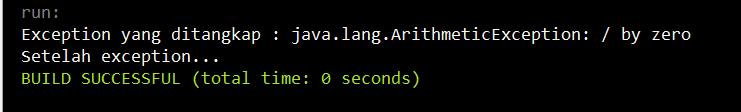 run:
Exception yang ditangkap : java.lang.ArithmeticException: / by zero
Setelah exception...
BUILD SUCCESSFUL (total time: 0 seconds)